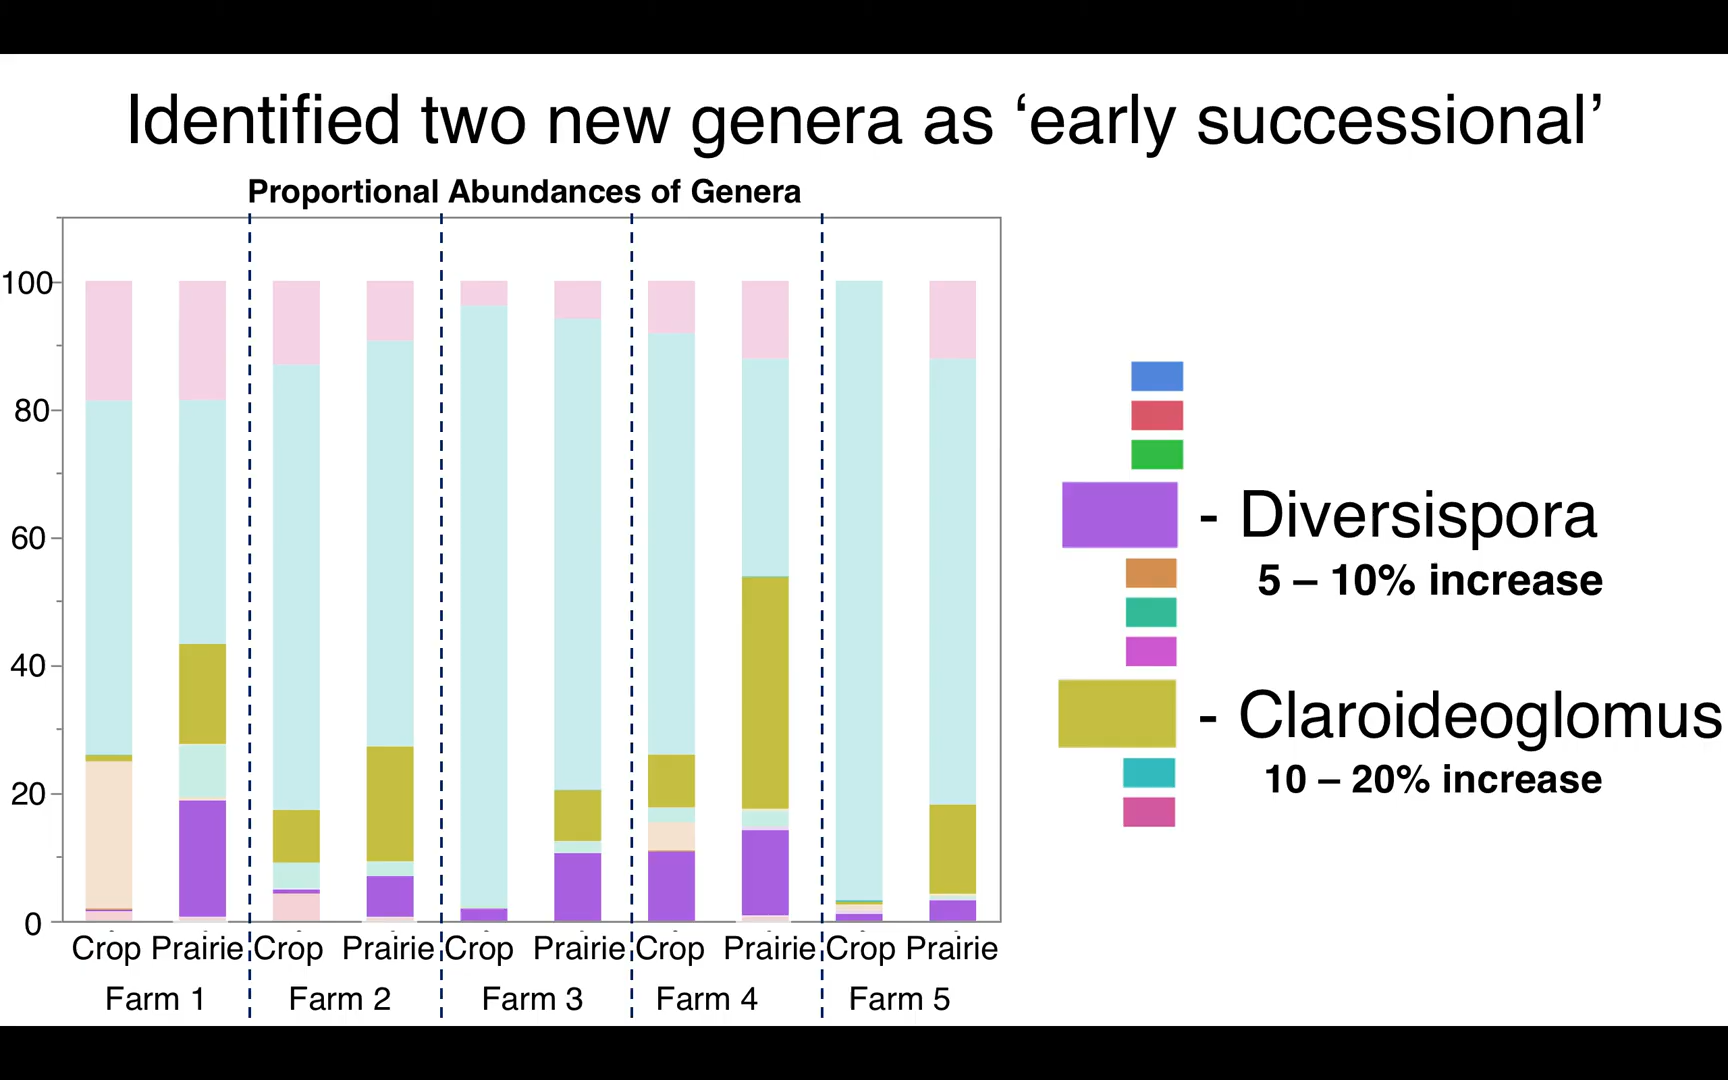 Identified two new genera as ‘early successional’
Proportional Abundances of Genera
100
80
60
40
20
0
Crop Prairie Crop Prairie Crop Prairie Crop Prairie Crop Prairie
Farm 1 Farm 2 Farm 3 Farm 4 Farm 5
- Diversispora
5 – 10% increase
- Claroideoglomus
10 – 20% increase